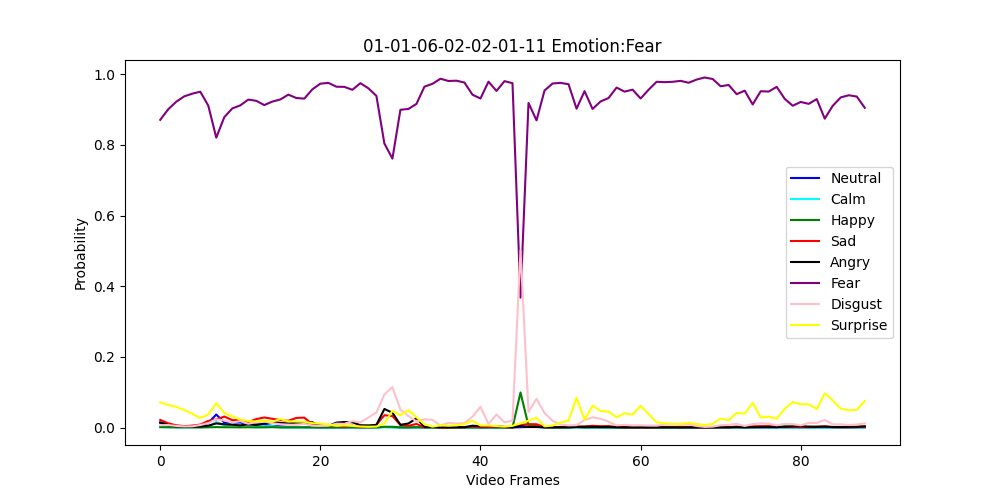 01-01-06-02-02-01-11 Emotion:Fear
1.0
0.8
0.6
0.4
0.2
0.0
Probability
0
20
40
60
80
Video Frames
Neutral
Calm
Happy
Sad
Angry
Fear
Disgust
Surprise